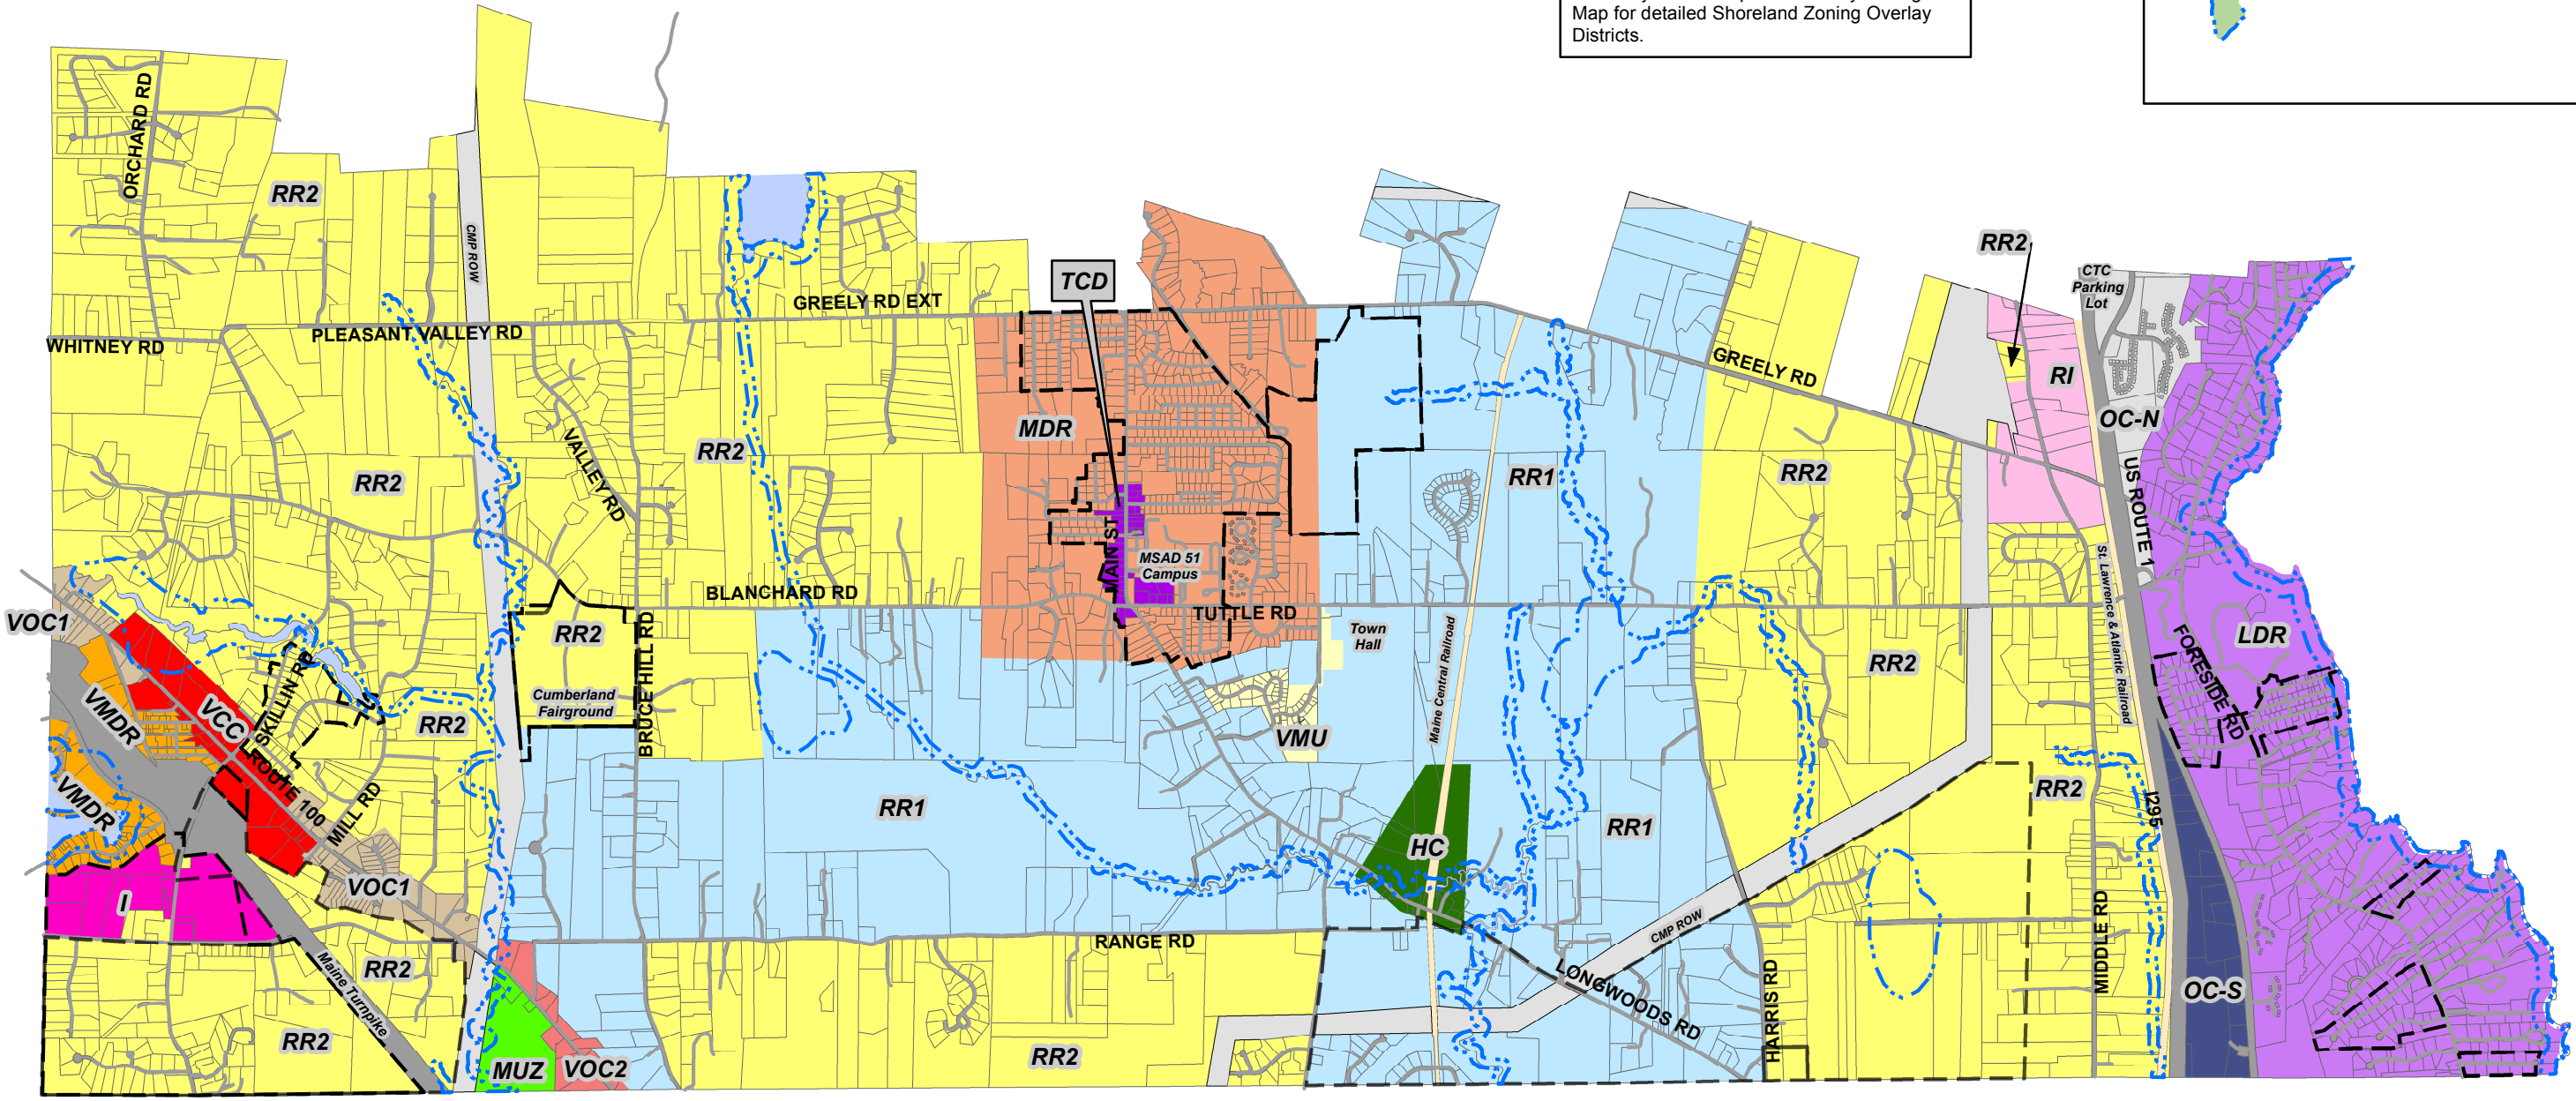 Map for detailed Shoreland Zoning Overlay
Districts.
ORCHARD RD
RR2
CMP ROW
TCD
GREELY RD EXT
PLEASANT VALLEY RD
WHITNEY RD
RR2
CTC
Parking
Lot
GREELY RD
RI
OC-N
MDR
VALLEY RD
RR2
RR2
RR1
RR2
US ROUTE 1
MAIN ST
MSAD 51
Campus
BLANCHARD RD
TUTTLE RD
St. Lawrence & Atlantic Railroad
VOC1
RR2
BRUCE HILL RD
Town
Hall
Maine Central Railroad
RR2
FORESIDE RD
LDR
Cumberland
Fairground
SKILLIN RD
VMDR
VCC
RR2
VMU
VMDR
ROUTE 100
MILL RD
RR1
HC
RR1
RR2
I295
I
VOC1
CMP ROW
RANGE RD
LONGWOODS RD
HARRIS RD
MIDDLE RD
OC-S
RR2
Maine Turnpike
RR2
MUZ
VOC2
RR2